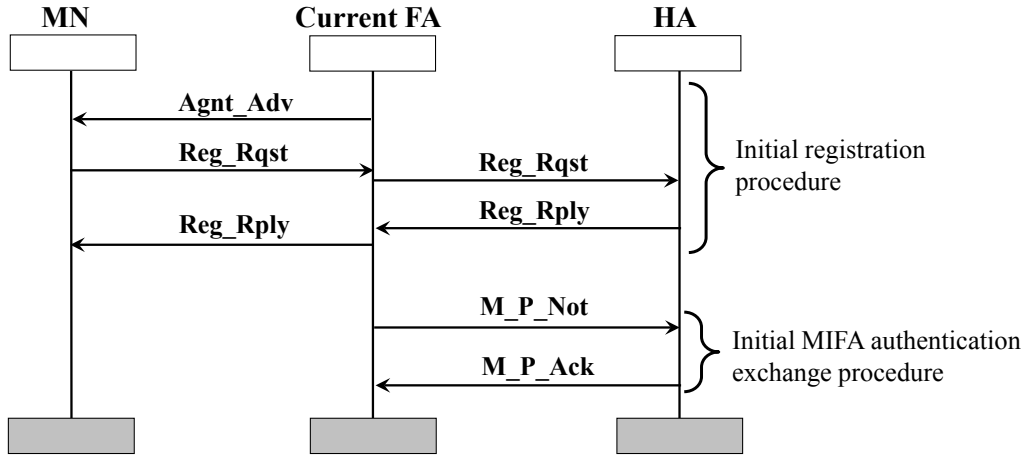 MN
Current FA
HA
Agnt_Adv
Reg_Rqst
Reg_Rqst
Reg_Rply
Reg_Rply
Initial registration
procedure
M_P_Not
M_P_Ack
Initial MIFA authentication
exchange procedure